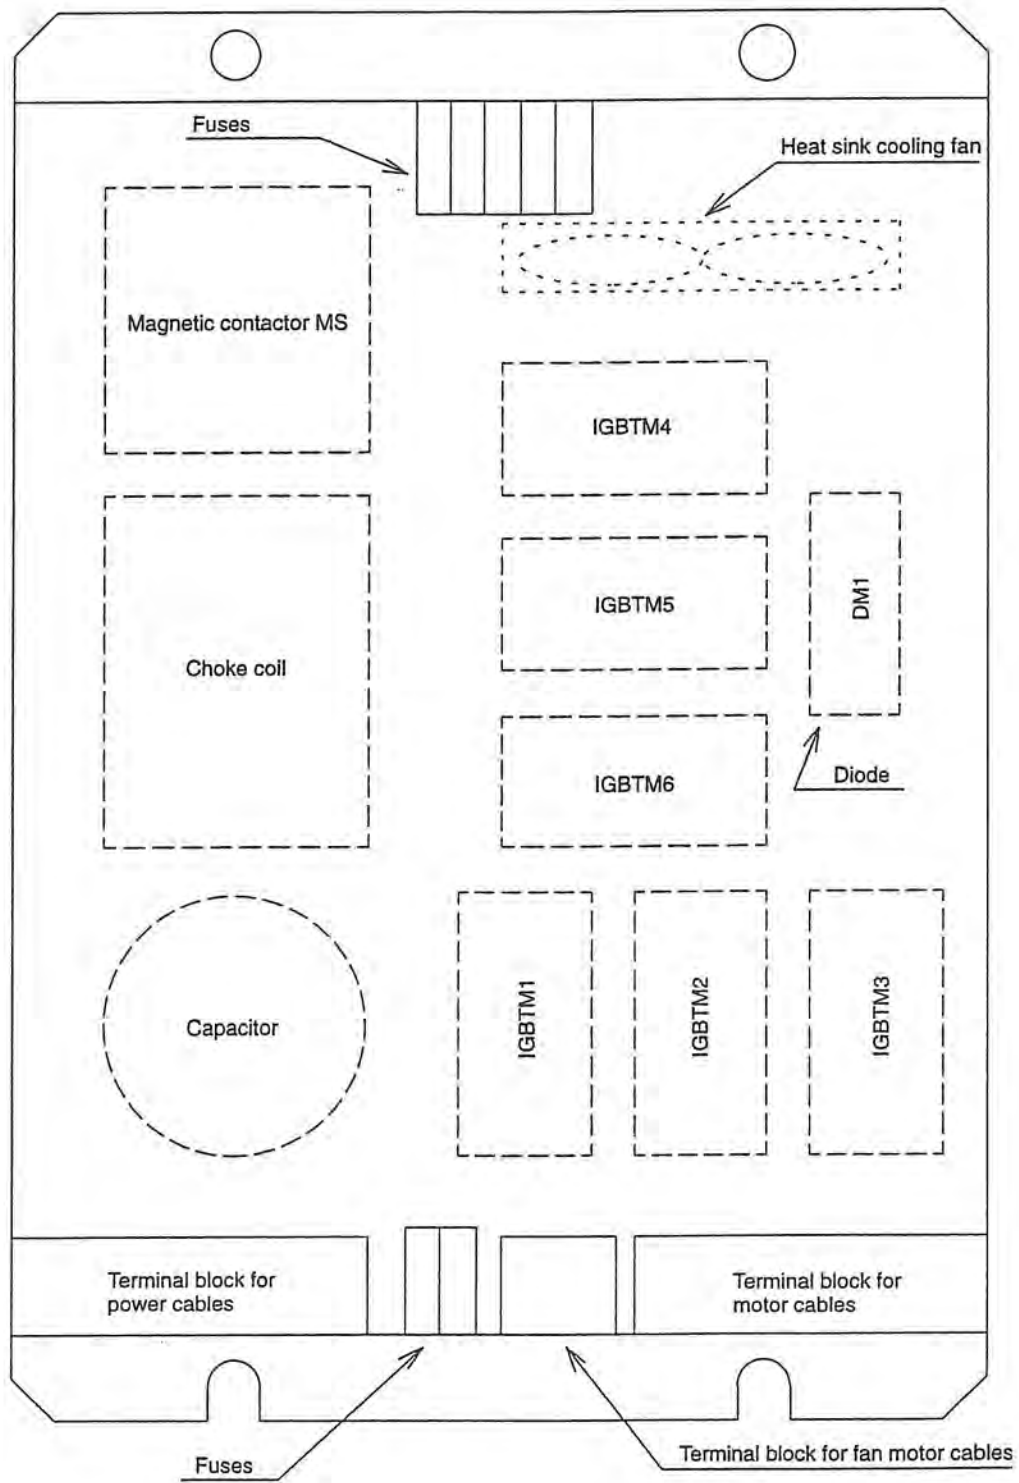 Fuses
Heat sink cooling fan
Magnetic contactor MS
IGBTM4
IGBTM5
DM1
Choke coil
IGBTM6
Diode
Capacitor
IGBTM1
IGBTM2
IGBTM3
Terminal block for
power cables
Terminal block for
motor cables
Fuses
Terminal block for fan motor cables